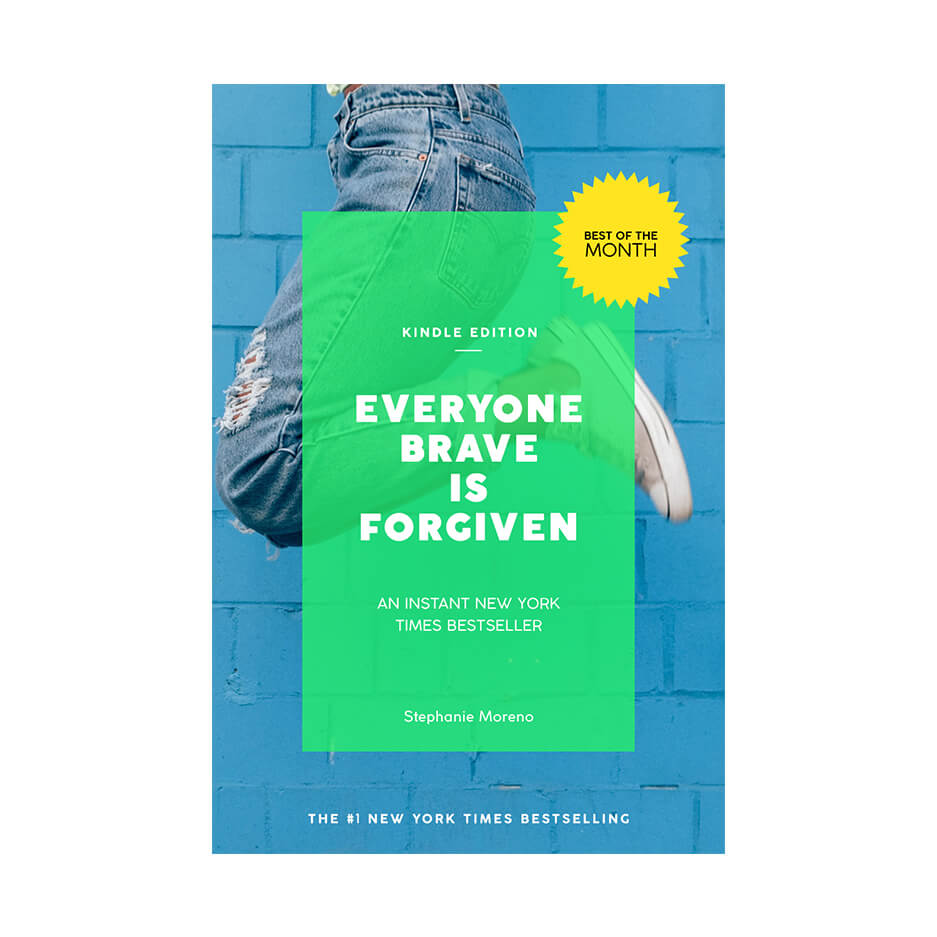 BEST OF THE
MONTH
KINDLE EDITION
EVERYONE
BRAVE
IS
FORGIVEN
AN INSTANT NEW YORK
TIMES BESTSELLER
Stephanie Moreno
THE #1 NEW YORK TIMES BESTSELLING